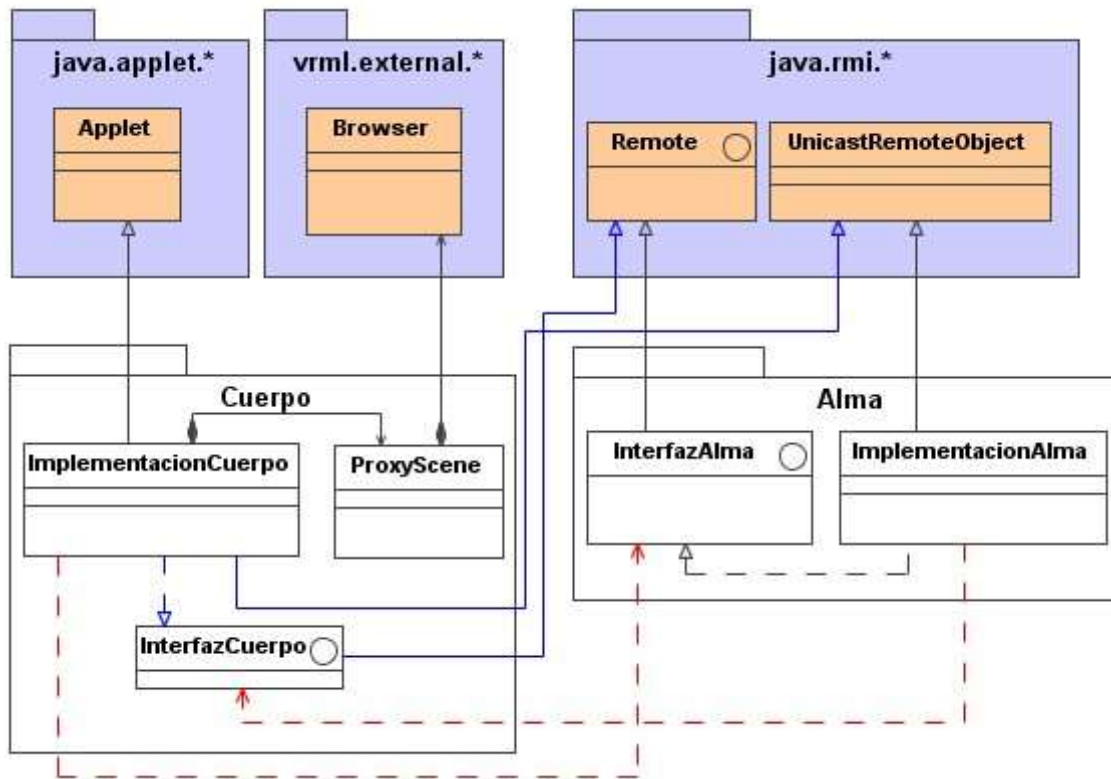 java.applet.*
vrml.external.*
java.rmi.*
Applet
Browser
Remote
UnicastRemoteObject
Cuerpo
Alma
ImplementacionCuerpo
ProxyScene
InterfazAlma
ImplementacionAlma
InterfazCuerpo